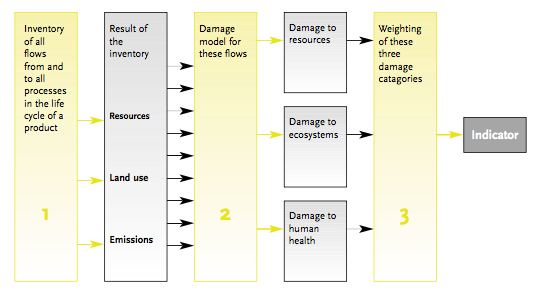 Inventory
of all
flows
from and
to all
processes
in the life
cycle of a
product
1
Result of
the
inventory
Resources
Land use
Emissions
Damage
model for
these flows
2
Damage to
resources
Damage to
ecosystems
Damage to
human
health
Weighting
of these
three
damage
catagories
3
Indicator